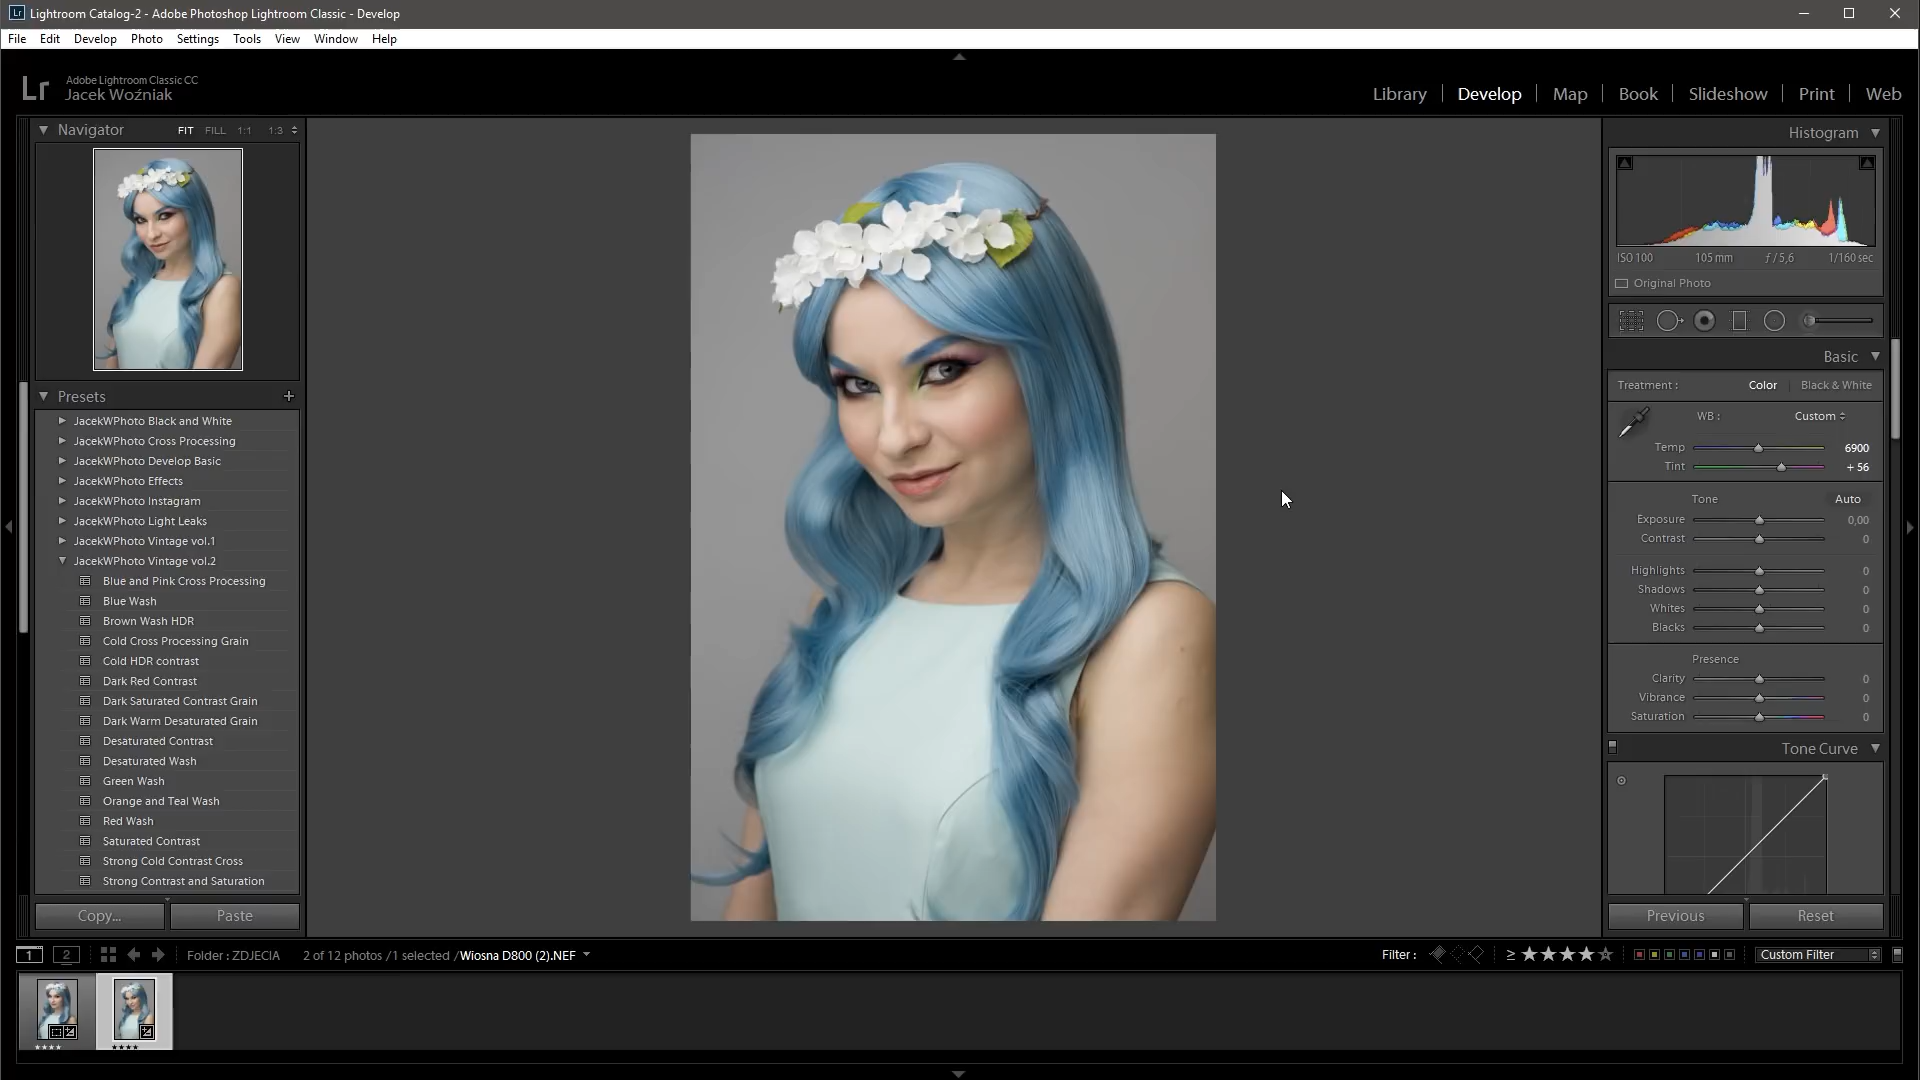 Lightroom Catalog-2 - Adobe Photoshop Lightroom Classic - Develop
File Edit Develop Photo Settings Tools View Window Help
Lr
Adobe Lightroom Classic CC
Jacek Woźniak
Library Develop Map Book Slideshow Print Web
Navigator FIT FILL 1:1 1:3
Presets +
JacekWPhoto Black and White
JacekWPhoto Cross Processing
JacekWPhoto Develop Basic
JacekWPhoto Effects
JacekWPhoto Instagram
JacekWPhoto Light Leaks
JacekWPhoto Vintage vol.1
JacekWPhoto Vintage vol.2
Blue and Pink Cross Processing
Blue Wash
Brown Wash HDR
Cold Cross Processing Grain
Cold HDR contrast
Dark Red Contrast
Dark Saturated Contrast Grain
Dark Warm Desaturated Grain
Desaturated Contrast
Desaturated Wash
Green Wash
Orange and Teal Wash
Red Wash
Saturated Contrast
Strong Cold Contrast Cross
Strong Contrast and Saturation
Copy... Paste
Histogram
ISO 100 105 mm ƒ / 5,6 1/160 sec
Original Photo
Basic
Treatment : Color Black & White
WB : Custom
Temp 6900
Tint + 56
Tone Auto
Exposure 0,00
Contrast 0
Highlights 0
Shadows 0
Whites 0
Blacks 0
Presence
Clarity 0
Vibrance 0
Saturation 0
Tone Curve
Previous Reset
1 2 Folder : ZDJECIA 2 of 12 photos /1 selected /Wiosna D800 (2).NEF Filter : ≥ ★★★★☆ Custom Filter